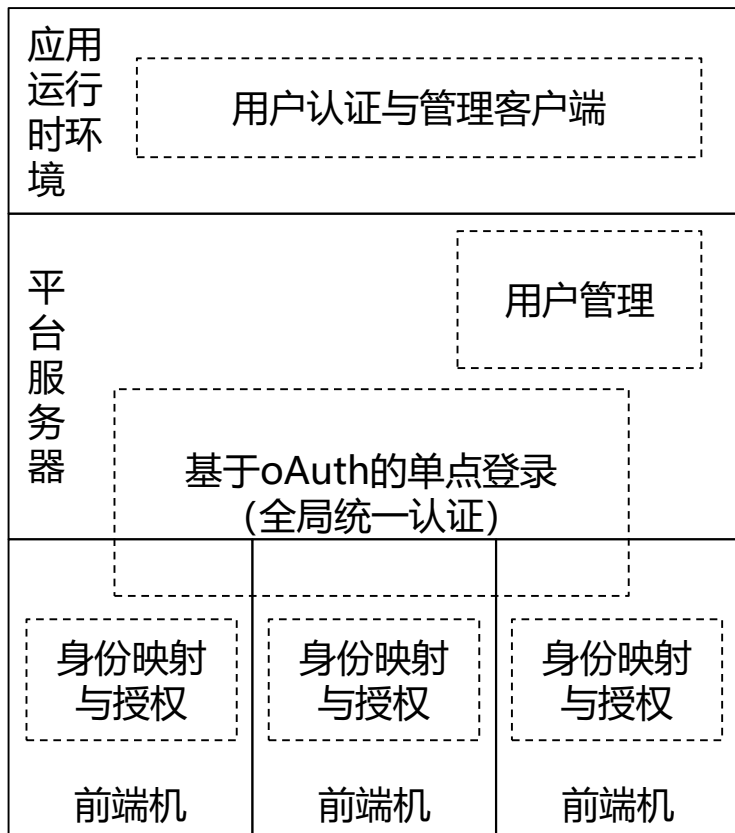 应用
运行
时环
境
用户认证与管理客户端
平
台
服
务
器
用户管理
基于oAuth的单点登录
（全局统一认证）
身份映射
与授权
身份映射
与授权
身份映射
与授权
前端机
前端机
前端机